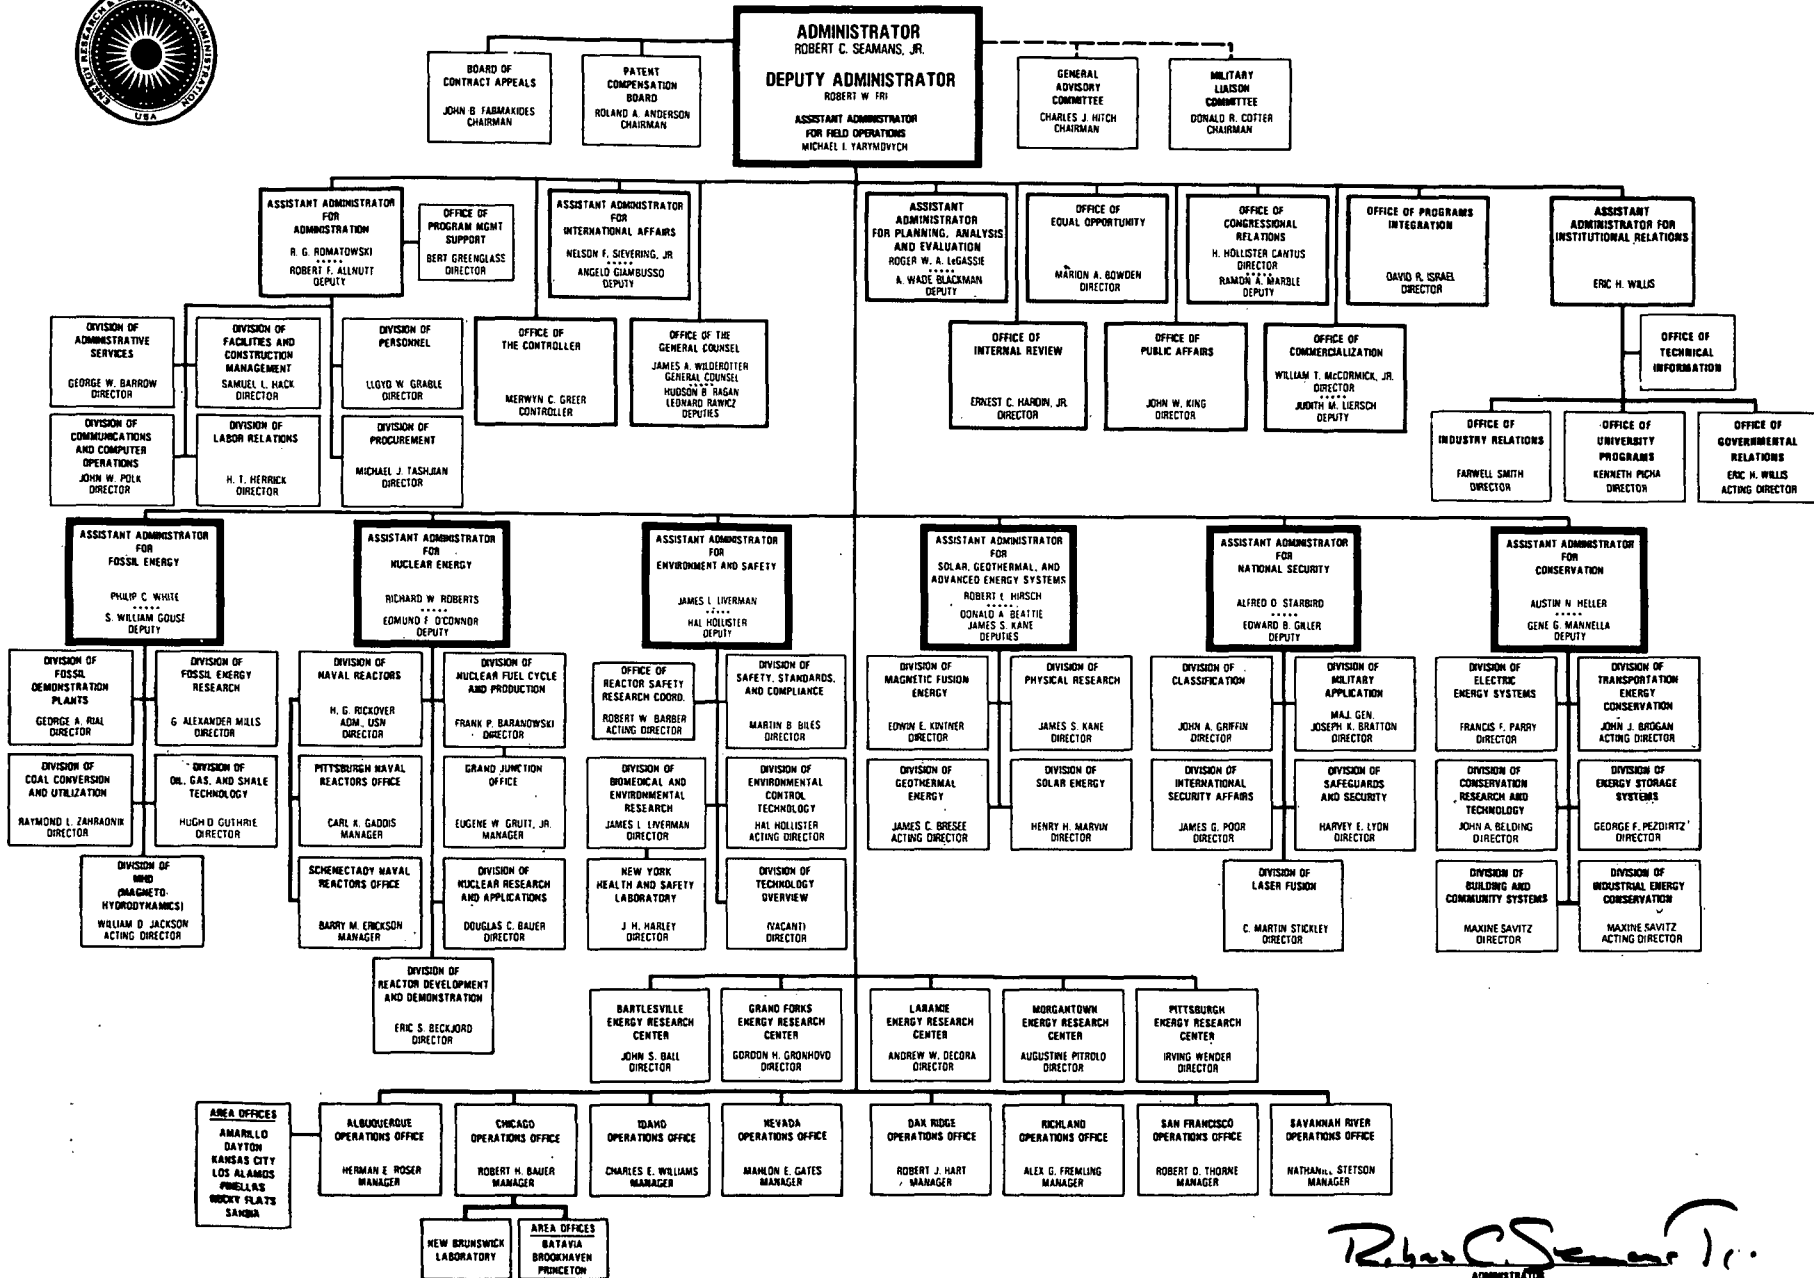 ENERGY RESEARCH &
ADMINISTRATION
USA
ADMINISTRATOR
ROBERT C. SEAMANS, JR.
DEPUTY ADMINISTRATOR
ROBERT W. FRI
ASSISTANT ADMINISTRATOR
FOR FIELD OPERATIONS
MICHAEL I. YARYMOVYCH
BOARD OF
CONTRACT APPEALS
JOHN B. FARMAKIDES
CHAIRMAN
PATENT
COMPENSATION
BOARD
ROLAND A. ANDERSON
CHAIRMAN
GENERAL
ADVISORY
COMMITTEE
CHARLES J. HITCH
CHAIRMAN
MILITARY
LIAISON
COMMITTEE
DONALD R. COTTER
CHAIRMAN
ASSISTANT ADMINISTRATOR
FOR
ADMINISTRATION
R. G. ROMATOWSKI
ROBERT F. ALLNUTT
DEPUTY
OFFICE OF
PROGRAM MGMT
SUPPORT
BERT GREENGLASS
DIRECTOR
ASSISTANT ADMINISTRATOR
FOR
INTERNATIONAL AFFAIRS
NELSON F. SIEVERING, JR
ANGELO GIAMBUSSO
DEPUTY
ASSISTANT
ADMINISTRATOR
FOR PLANNING, ANALYSIS
AND EVALUATION
ROGER W. A. LeGASSIE
A. WADE BLACKMAN
DEPUTY
OFFICE OF
EQUAL OPPORTUNITY
MARION A. BOWDEN
DIRECTOR
OFFICE OF
CONGRESSIONAL
RELATIONS
H. HOLLISTER CANTUS
DIRECTOR
RAMON A. MARBLE
DEPUTY
OFFICE OF PROGRAMS
INTEGRATION
DAVID R. ISRAEL
DIRECTOR
ASSISTANT
ADMINISTRATOR FOR
INSTITUTIONAL RELATIONS
ERIC H. WILLIS
DIVISION OF
ADMINISTRATIVE
SERVICES
GEORGE W. BARROW
DIRECTOR
DIVISION OF
FACILITIES AND
CONSTRUCTION
MANAGEMENT
SAMUEL L. HACK
DIRECTOR
DIVISION OF
PERSONNEL
LLOYD W. GRABLE
DIRECTOR
OFFICE OF
THE CONTROLLER
MERWYN C. GREER
CONTROLLER
OFFICE OF THE
GENERAL COUNSEL
JAMES A. WILDEROTTER
GENERAL COUNSEL
HUDSON B RAGAN
LEONARD RAWICZ
DEPUTIES
OFFICE OF
INTERNAL REVIEW
ERNEST C. HARDIN, JR.
DIRECTOR
OFFICE OF
PUBLIC AFFAIRS
JOHN W. KING
DIRECTOR
OFFICE OF
COMMERCIALIZATION
WILLIAM T. McCORMICK, JR.
DIRECTOR
JUDITH M. LIERSCH
DEPUTY
OFFICE OF
TECHNICAL
INFORMATION
DIVISION OF
COMMUNICATIONS
AND COMPUTER
OPERATIONS
JOHN W. POLK
DIRECTOR
DIVISION OF
LABOR RELATIONS
H. T. HERRICK
DIRECTOR
DIVISION OF
PROCUREMENT
MICHAEL J. TASHJIAN
DIRECTOR
OFFICE OF
INDUSTRY RELATIONS
FARWELL SMITH
DIRECTOR
OFFICE OF
UNIVERSITY
PROGRAMS
KENNETH PICHA
DIRECTOR
OFFICE OF
GOVERNMENTAL
RELATIONS
ERIC H. WILLIS
ACTING DIRECTOR
ASSISTANT ADMINISTRATOR
FOR
FOSSIL ENERGY
PHILIP C. WHITE
S. WILLIAM GOUSE
DEPUTY
ASSISTANT ADMINISTRATOR
FOR
NUCLEAR ENERGY
RICHARD W ROBERTS
EDMUND F. O'CONNOR
DEPUTY
ASSISTANT ADMINISTRATOR
FOR
ENVIRONMENT AND SAFETY
JAMES L LIVERMAN
HAL HOLLISTER
DEPUTY
ASSISTANT ADMINISTRATOR
FOR
SOLAR, GEOTHERMAL, AND
ADVANCED ENERGY SYSTEMS
ROBERT L HIRSCH
DONALD A BEATTIE
JAMES S. KANE
DEPUTIES
ASSISTANT ADMINISTRATOR
FOR
NATIONAL SECURITY
ALFRED D. STARBIRD
EDWARD B. GILLER
DEPUTY
ASSISTANT ADMINISTRATOR
FOR
CONSERVATION
AUSTIN N. HELLER
GENE G. MANNELLA
DEPUTY
DIVISION OF
FOSSIL
DEMONSTRATION
PLANTS
GEORGE A. RIAL
DIRECTOR
DIVISION OF
FOSSIL ENERGY
RESEARCH
G. ALEXANDER MILLS
DIRECTOR
DIVISION OF
NAVAL REACTORS
H. G. RICKOVER
ADM., USN
DIRECTOR
DIVISION OF
NUCLEAR FUEL CYCLE
AND PRODUCTION
FRANK P. BARANOWSKI
DIRECTOR
OFFICE OF
REACTOR SAFETY
RESEARCH COORD.
ROBERT W. BARBER
ACTING DIRECTOR
DIVISION OF
SAFETY, STANDARDS,
AND COMPLIANCE
MARTIN B BILES
DIRECTOR
DIVISION OF
MAGNETIC FUSION
ENERGY
EDWIN E. KINTNER
DIRECTOR
DIVISION OF
PHYSICAL RESEARCH
JAMES S. KANE
DIRECTOR
DIVISION OF
CLASSIFICATION
JOHN A. GRIFFIN
DIRECTOR
DIVISION OF
MILITARY
APPLICATION
MAJ. GEN.
JOSEPH K. BRATTON
DIRECTOR
DIVISION OF
ELECTRIC
ENERGY SYSTEMS
FRANCIS F. PARRY
DIRECTOR
DIVISION OF
TRANSPORTATION
ENERGY
CONSERVATION
JOHN J. BROGAN
ACTING DIRECTOR
DIVISION OF
COAL CONVERSION
AND UTILIZATION
RAYMOND L. ZAHRADNIK
DIRECTOR
DIVISION OF
OIL, GAS, AND SHALE
TECHNOLOGY
HUGH D GUTHRIE
DIRECTOR
PITTSBURGH NAVAL
REACTORS OFFICE
CARL K. GADDIS
MANAGER
GRAND JUNCTION
OFFICE
EUGENE W. GRUTT, JR.
MANAGER
DIVISION OF
BIOMEDICAL AND
ENVIRONMENTAL
RESEARCH
JAMES L LIVERMAN
DIRECTOR
DIVISION OF
ENVIRONMENTAL
CONTROL
TECHNOLOGY
HAL HOLLISTER
ACTING DIRECTOR
DIVISION OF
GEOTHERMAL
ENERGY
JAMES C. BRESEE
ACTING DIRECTOR
DIVISION OF
SOLAR ENERGY
HENRY H. MARVIN
DIRECTOR
DIVISION OF
INTERNATIONAL
SECURITY AFFAIRS
JAMES G. POOR
DIRECTOR
DIVISION OF
SAFEGUARDS
AND SECURITY
HARVEY E. LYON
DIRECTOR
DIVISION OF
CONSERVATION
RESEARCH AND
TECHNOLOGY
JOHN A. BELDING
DIRECTOR
DIVISION OF
ENERGY STORAGE
SYSTEMS
GEORGE F. PEZDIRTZ
DIRECTOR
DIVISION OF
MHD
(MAGNETO-
HYDRODYNAMICS)
WILLIAM D. JACKSON
ACTING DIRECTOR
SCHENECTADY NAVAL
REACTORS OFFICE
BARRY M. ERICKSON
MANAGER
DIVISION OF
NUCLEAR RESEARCH
AND APPLICATIONS
DOUGLAS C. BAUER
DIRECTOR
NEW YORK
HEALTH AND SAFETY
LABORATORY
J. H. HARLEY
DIRECTOR
DIVISION OF
TECHNOLOGY
OVERVIEW
(VACANT)
DIRECTOR
DIVISION OF
LASER FUSION
C. MARTIN STICKLEY
DIRECTOR
DIVISION OF
BUILDING AND
COMMUNITY SYSTEMS
MAXINE SAVITZ
DIRECTOR
DIVISION OF
INDUSTRIAL ENERGY
CONSERVATION
MAXINE SAVITZ
ACTING DIRECTOR
DIVISION OF
REACTOR DEVELOPMENT
AND DEMONSTRATION
ERIC S. BECKJORD
DIRECTOR
BARTLESVILLE
ENERGY RESEARCH
CENTER
JOHN S. BALL
DIRECTOR
GRAND FORKS
ENERGY RESEARCH
CENTER
GORDON H. GRONHOVD
DIRECTOR
LARAMIE
ENERGY RESEARCH
CENTER
ANDREW W. DECORA
DIRECTOR
MORGANTOWN
ENERGY RESEARCH
CENTER
AUGUSTINE PITROLO
DIRECTOR
PITTSBURGH
ENERGY RESEARCH
CENTER
IRVING WENDER
DIRECTOR
AREA OFFICES
AMARILLO
DAYTON
KANSAS CITY
LOS ALAMOS
PINELLAS
ROCKY FLATS
SANDIA
ALBUQUERQUE
OPERATIONS OFFICE
HERMAN E. ROSER
MANAGER
CHICAGO
OPERATIONS OFFICE
ROBERT H. BAUER
MANAGER
IDAHO
OPERATIONS OFFICE
CHARLES E. WILLIAMS
MANAGER
NEVADA
OPERATIONS OFFICE
MAHLON E. GATES
MANAGER
OAK RIDGE
OPERATIONS OFFICE
ROBERT J. HART
MANAGER
RICHLAND
OPERATIONS OFFICE
ALEX G. FREMLING
MANAGER
SAN FRANCISCO
OPERATIONS OFFICE
ROBERT D. THORNE
MANAGER
SAVANNAH RIVER
OPERATIONS OFFICE
NATHANIEL STETSON
MANAGER
NEW BRUNSWICK
LABORATORY
AREA OFFICES
BATAVIA
BROOKHAVEN
PRINCETON
Robert C. Seamans Jr.
ADMINISTRATOR